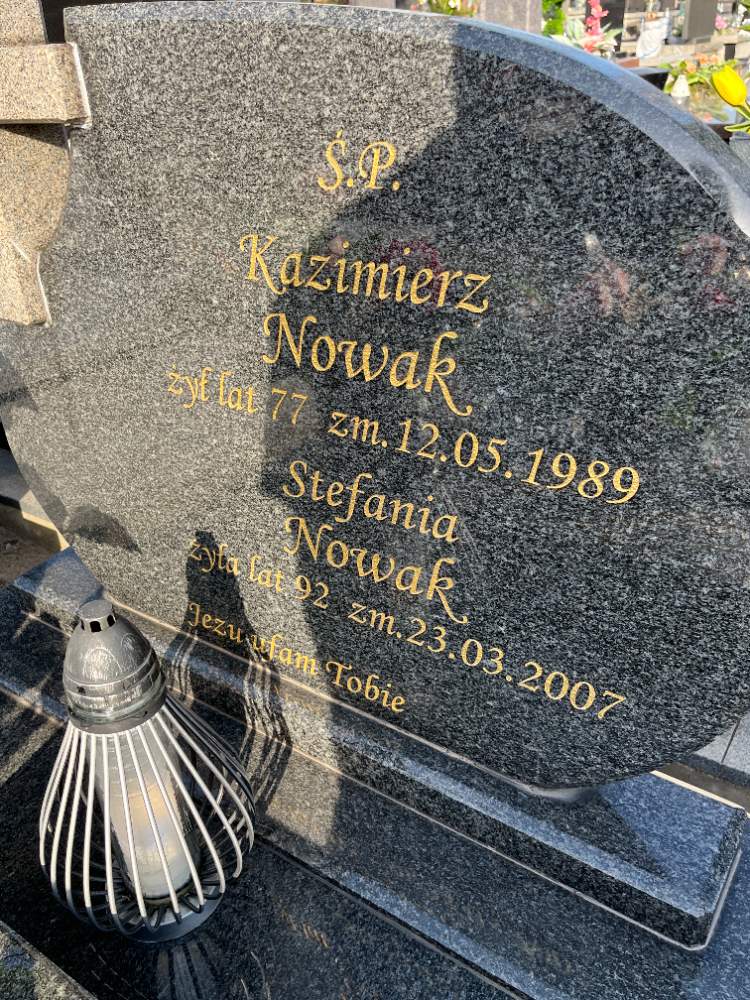 Ś.P.
Kazimierz
Nowak
żył lat 77 zm.12.05.1989
Stefania
Nowak
żyła lat 92 zm.23.03.2007
Jezu ufam Tobie